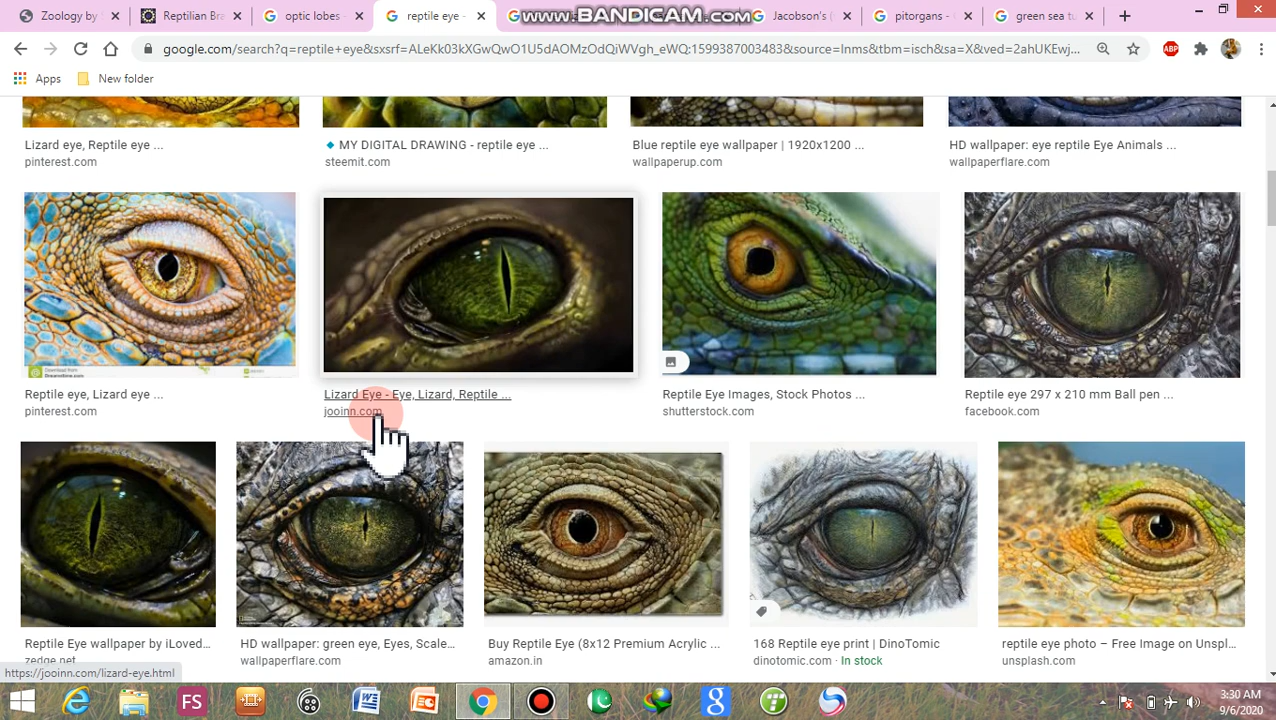 Zoology by
Reptilian Bra
optic lobes -
reptile eye -
WWW.BANDICAM.COM
Jacobson's
pitorgans -
green sea tu
google.com/search?q=reptile+eye&sxsrf=ALeKk03kXGwQwO1U5dAOMzOdQiWVgh_eWQ:1599387003483&source=lnms&tbm=isch&sa=X&ved=2ahUKEwj...
ABP
Apps
New folder
Lizard eye, Reptile eye ...
pinterest.com
MY DIGITAL DRAWING - reptile eye ...
steemit.com
Blue reptile eye wallpaper | 1920x1200 ...
wallpaperup.com
HD wallpaper: eye reptile Eye Animals ...
wallpaperflare.com
Reptile eye, Lizard eye ...
pinterest.com
Lizard Eye - Eye, Lizard, Reptile ...
jooinn.com
Reptile Eye Images, Stock Photos ...
shutterstock.com
Reptile eye 297 x 210 mm Ball pen ...
facebook.com
Reptile Eye wallpaper by iLoved...
zedge.net
HD wallpaper: green eye, Eyes, Scale...
wallpaperflare.com
Buy Reptile Eye (8x12 Premium Acrylic ...
amazon.in
168 Reptile eye print | DinoTomic
dinotomic.com · In stock
reptile eye photo – Free Image on Unspl...
unsplash.com
https://jooinn.com/lizard-eye.html
FS
3:30 AM
9/6/2020